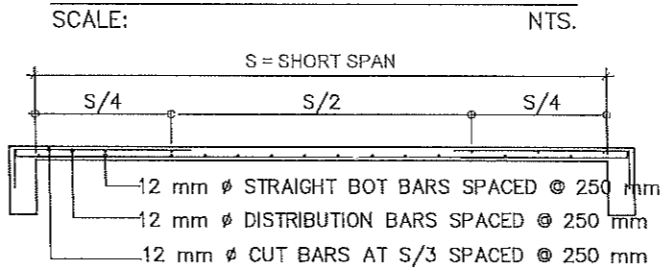 SCALE: NTS.
S = SHORT SPAN
S/4 S/2 S/4
12 mm ø STRAIGHT BOT BARS SPACED @ 250 mm
12 mm ø DISTRIBUTION BARS SPACED @ 250 mm
12 mm ø CUT BARS AT S/3 SPACED @ 250 mm